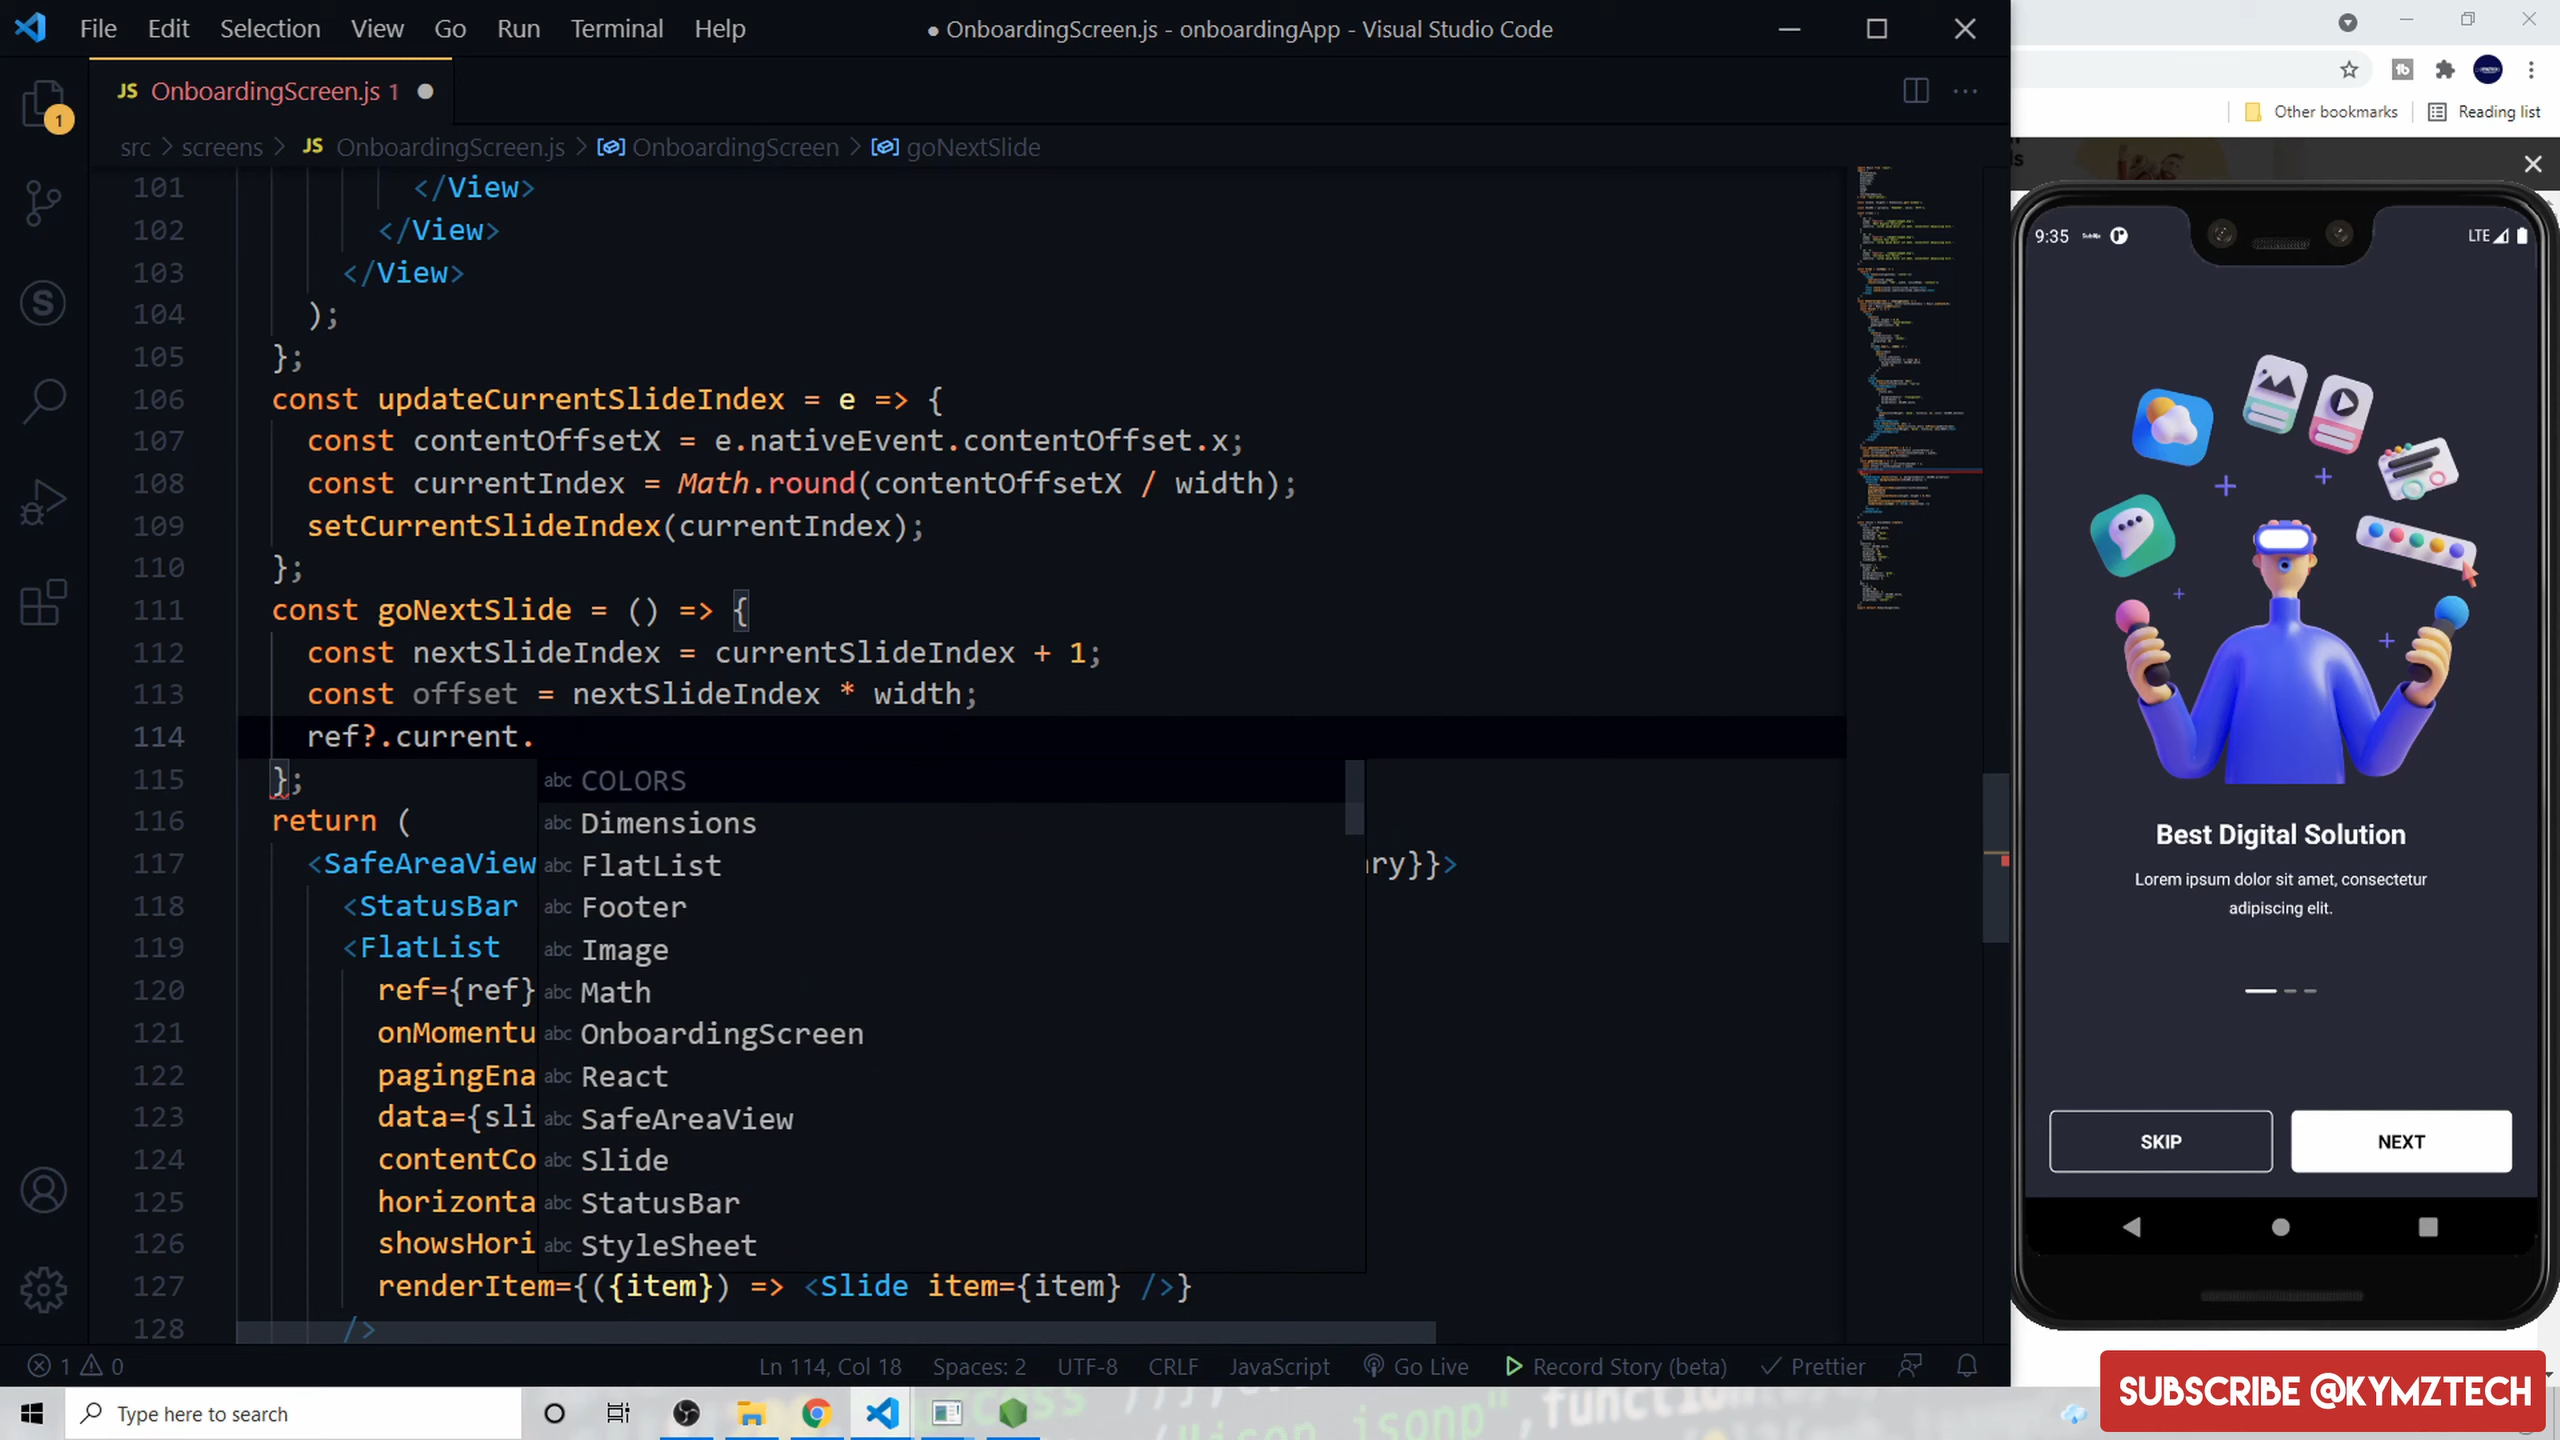 File Edit Selection View Go Run Terminal Help
● OnboardingScreen.js - onboardingApp - Visual Studio Code
JS OnboardingScreen.js 1 ●
src > screens > JS OnboardingScreen.js > OnboardingScreen > goNextSlide
1
101 </View>
102 </View>
103 </View>
104 );
105 };
106 const updateCurrentSlideIndex = e => {
107 const contentOffsetX = e.nativeEvent.contentOffset.x;
108 const currentIndex = Math.round(contentOffsetX / width);
109 setCurrentSlideIndex(currentIndex);
110 };
111 const goNextSlide = () => {
112 const nextSlideIndex = currentSlideIndex + 1;
113 const offset = nextSlideIndex * width;
114 ref?.current.
115 };
116 return (
117 <SafeAreaView ry}}>
118 <StatusBar
119 <FlatList
120 ref={ref}
121 onMomentu
122 pagingEna
123 data={sli
124 contentCo
125 horizonta
126 showsHori
127 renderItem={({item}) => <Slide item={item} />}
128 />
abc COLORS
abc Dimensions
abc FlatList
abc Footer
abc Image
abc Math
abc OnboardingScreen
abc React
abc SafeAreaView
abc Slide
abc StatusBar
abc StyleSheet
1 0 Ln 114, Col 18 Spaces: 2 UTF-8 CRLF JavaScript Go Live Record Story (beta) Prettier
Type here to search
Other bookmarks Reading list
9:35 LTE
Best Digital Solution
Lorem ipsum dolor sit amet, consectetur
adipiscing elit.
SKIP NEXT
SUBSCRIBE @KYMZTECH